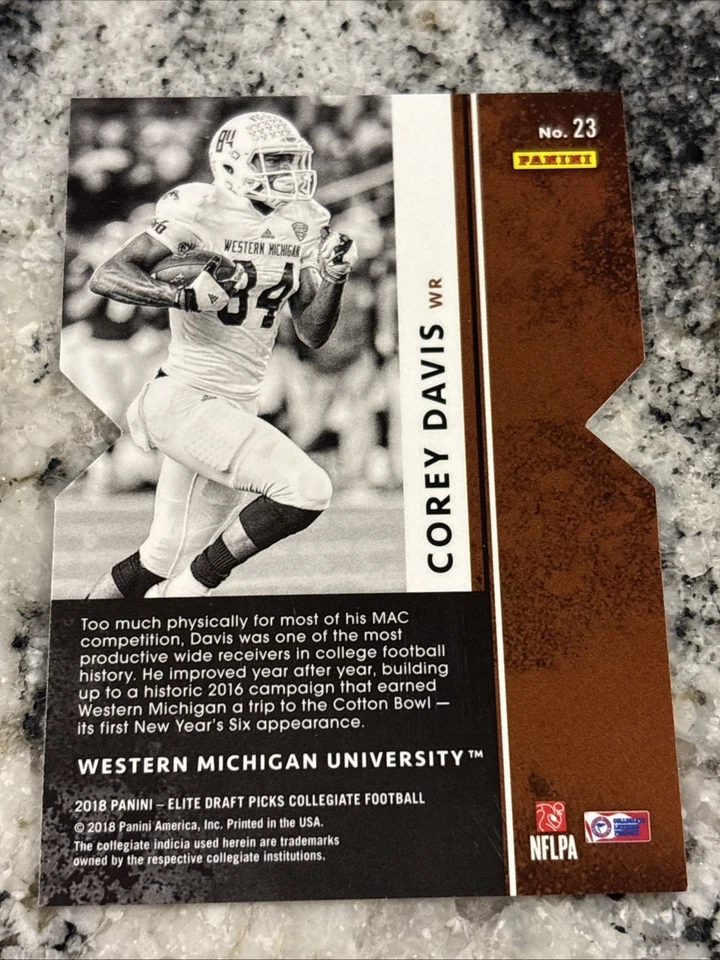 No. 23
PANINI
84
WESTERN MICHIGAN
84
COREY DAVIS WR
Too much physically for most of his MAC
competition, Davis was one of the most
productive wide receivers in college football
history. He improved year after year, building
up to a historic 2016 campaign that earned
Western Michigan a trip to the Cotton Bowl —
its first New Year's Six appearance.
WESTERN MICHIGAN UNIVERSITY™
2018 PANINI – ELITE DRAFT PICKS COLLEGIATE FOOTBALL
© 2018 Panini America, Inc. Printed in the USA.
The collegiate indicia used herein are trademarks
owned by the respective collegiate institutions.
NFLPA